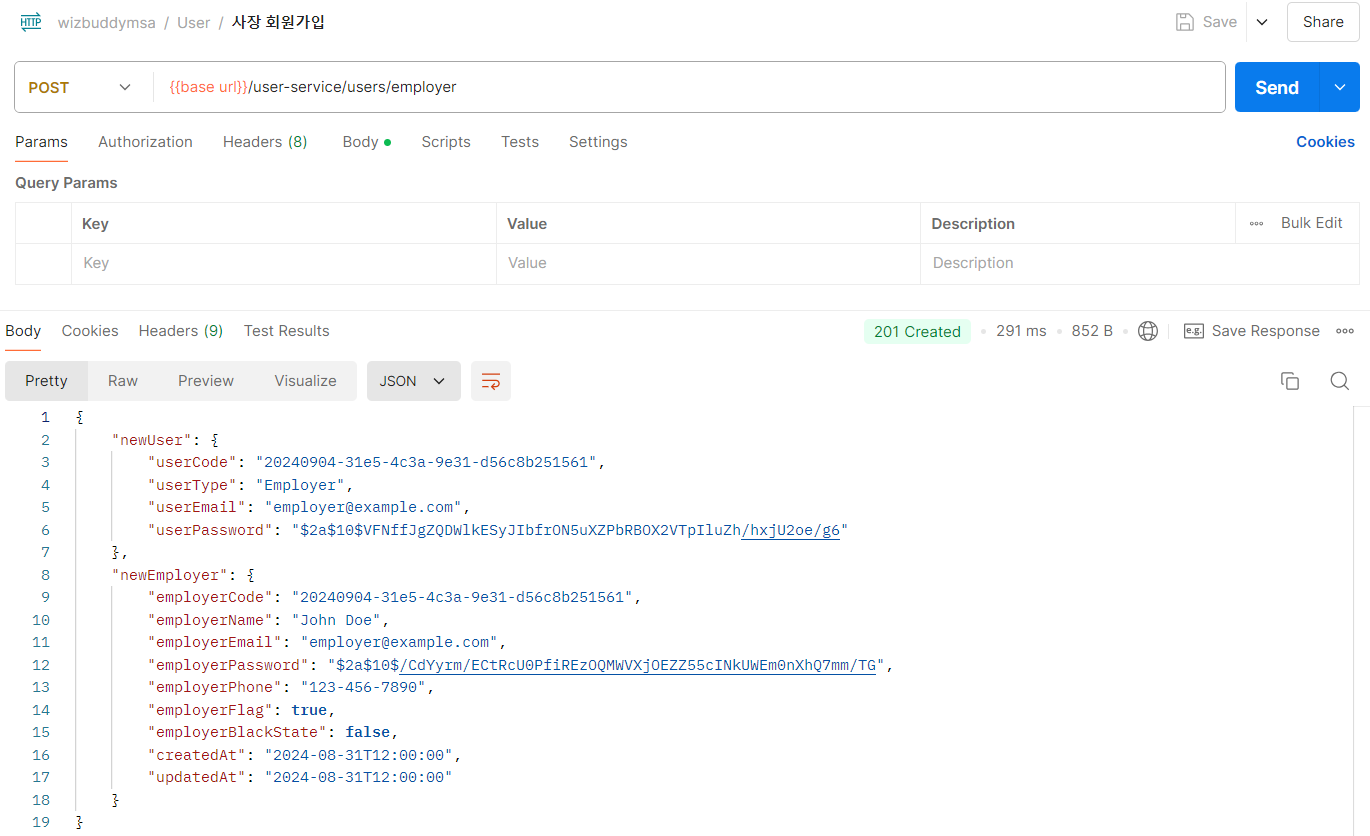 HTTP wizbuddymsa / User / 사장 회원가입 Save Share
POST {{base url}}/user-service/users/employer Send
Params Authorization Headers (8) Body Scripts Tests Settings Cookies
Query Params
Key Value Description Bulk Edit
Key Value Description
Body Cookies Headers (9) Test Results 201 Created 291 ms 852 B e.g. Save Response
Pretty Raw Preview Visualize JSON
1 {
2 "newUser": {
3 "userCode": "20240904-31e5-4c3a-9e31-d56c8b251561",
4 "userType": "Employer",
5 "userEmail": "employer@example.com",
6 "userPassword": "$2a$10$VFNffJgZQDWlkESyJIbfrON5uXZPbRBOX2VTpIluZh/hxjU2oe/g6"
7 },
8 "newEmployer": {
9 "employerCode": "20240904-31e5-4c3a-9e31-d56c8b251561",
10 "employerName": "John Doe",
11 "employerEmail": "employer@example.com",
12 "employerPassword": "$2a$10$/CdYyrm/ECtRcU0PfiREzOQMWVXjOEZZ55cINkUWEm0nXhQ7mm/TG",
13 "employerPhone": "123-456-7890",
14 "employerFlag": true,
15 "employerBlackState": false,
16 "createdAt": "2024-08-31T12:00:00",
17 "updatedAt": "2024-08-31T12:00:00"
18 }
19 }